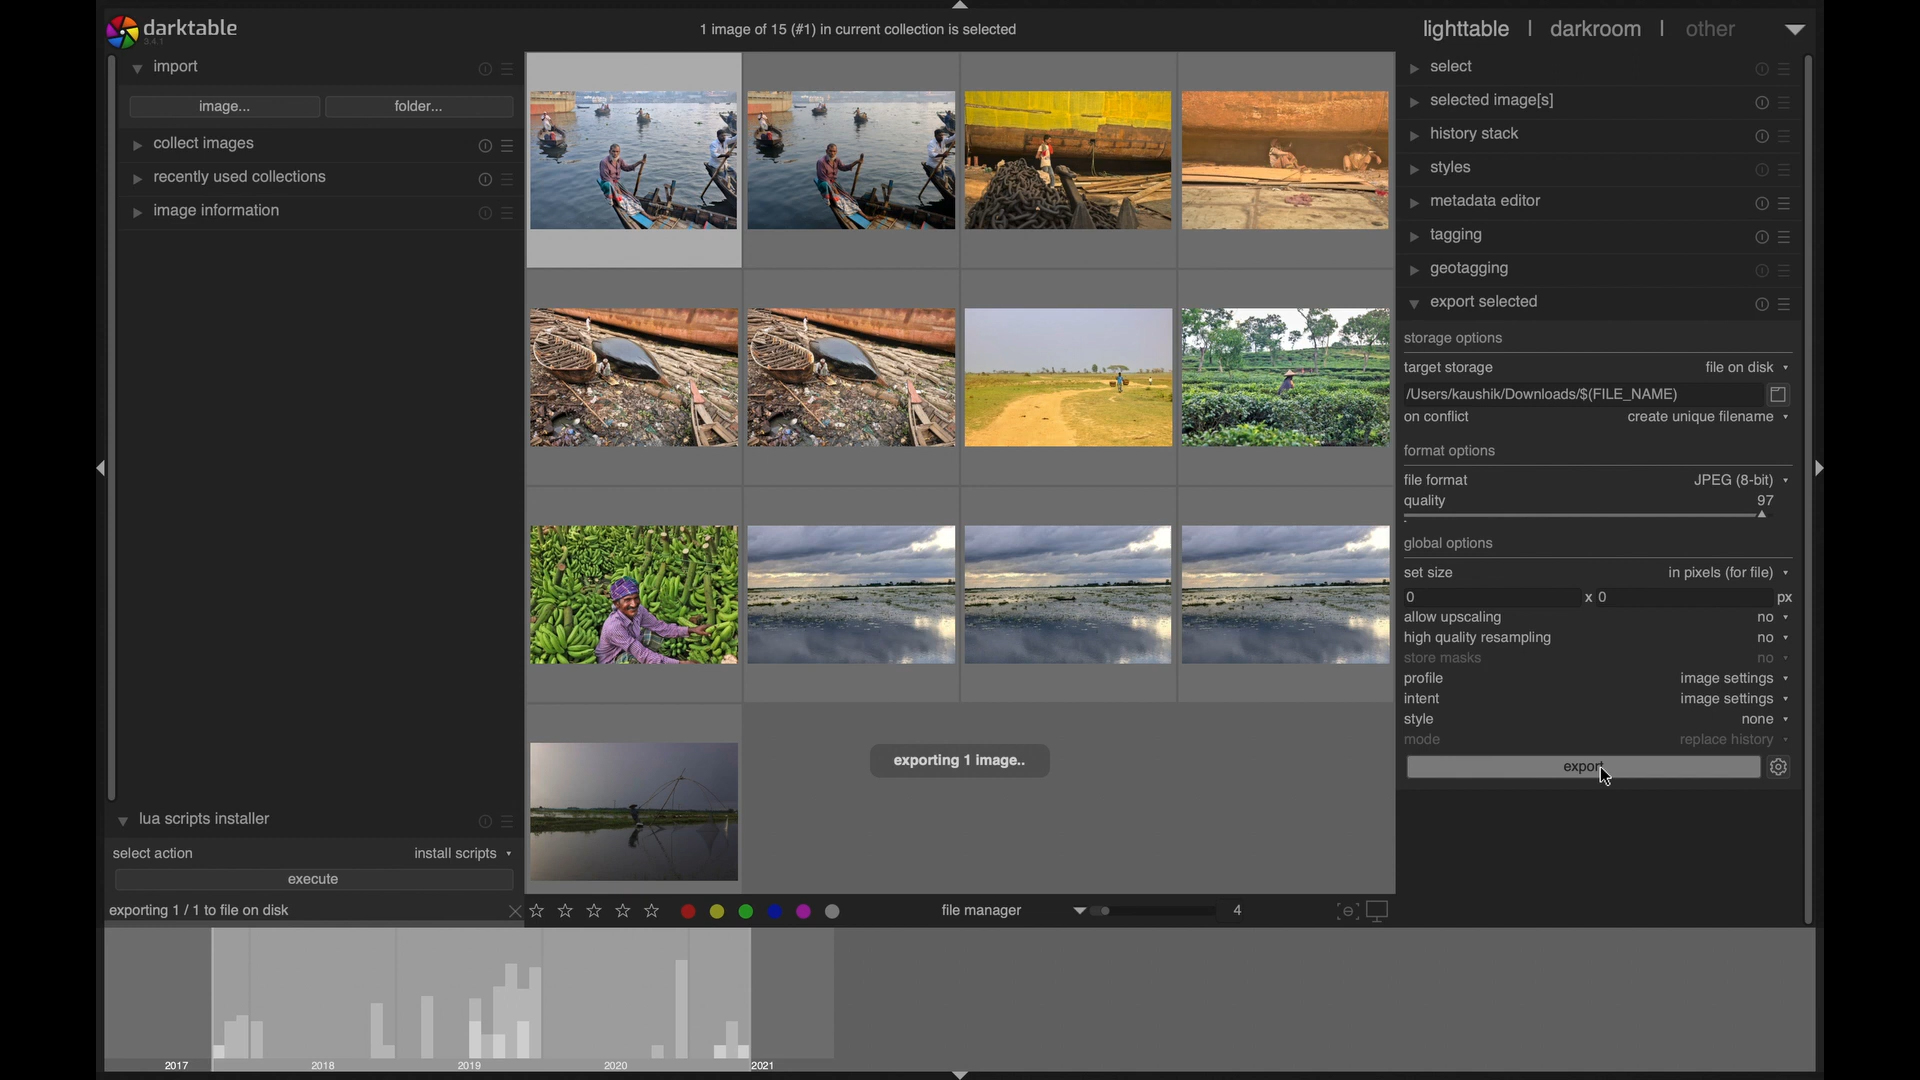 darktable
3.4.1
1 image of 15 (#1) in current collection is selected
lighttable | darkroom | other
import
image...
folder...
collect images
recently used collections
image information
lua scripts installer
select action
install scripts
execute
exporting 1 / 1 to file on disk
exporting 1 image..
file manager
4
select
selected image[s]
history stack
styles
metadata editor
tagging
geotagging
export selected
storage options
target storage
file on disk
/Users/kaushik/Downloads/$(FILE_NAME)
on conflict
create unique filename
format options
file format
JPEG (8-bit)
quality
97
global options
set size
in pixels (for file)
0 x 0 px
allow upscaling
no
high quality resampling
no
store masks
no
profile
image settings
intent
image settings
style
none
mode
replace history
export
2017
2018
2019
2020
2021